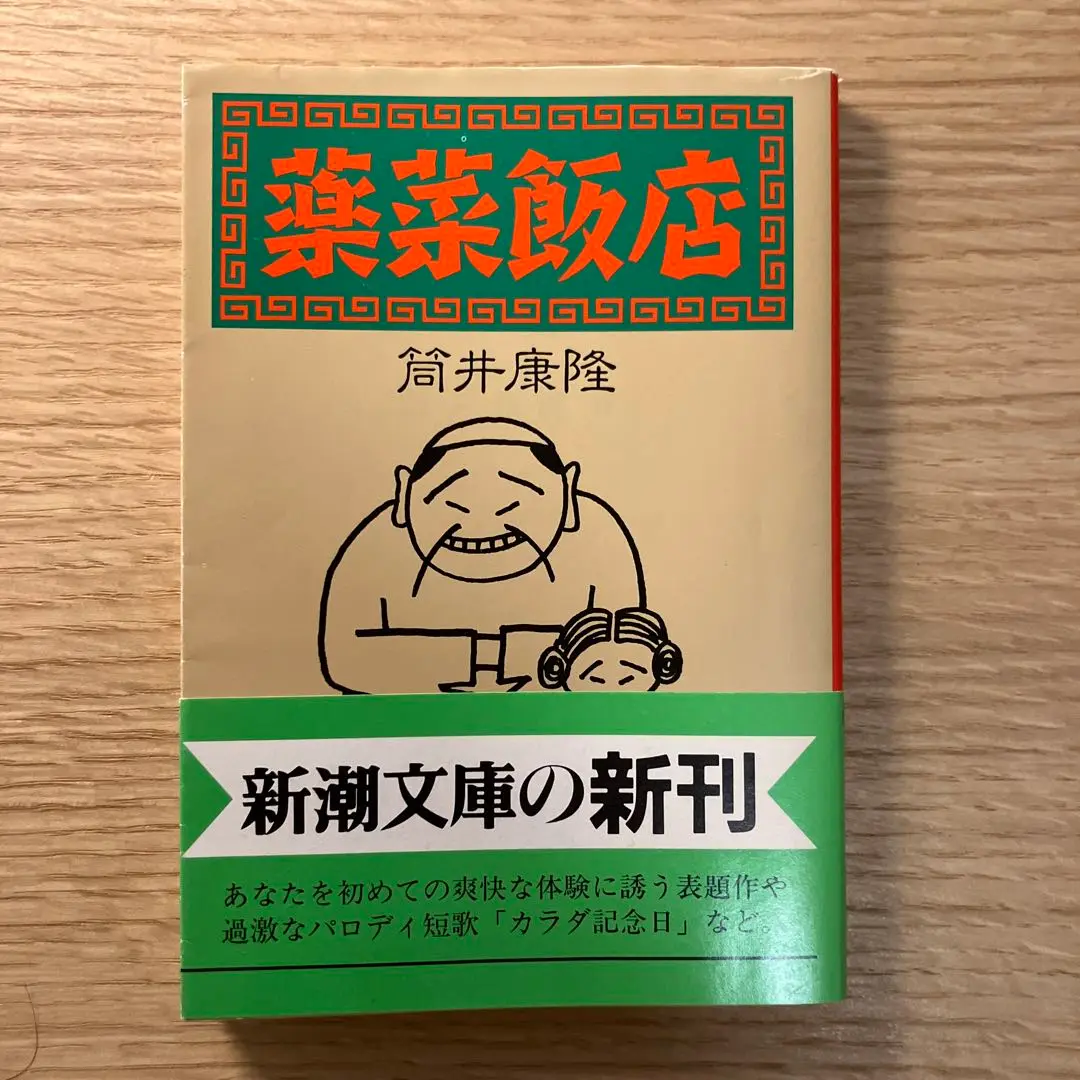 薬菜飯店
筒井康隆
新潮文庫の新刊
あなたを初めての爽快な体験に誘う表題作や
過激なパロディ短歌「カラダ記念日」など。